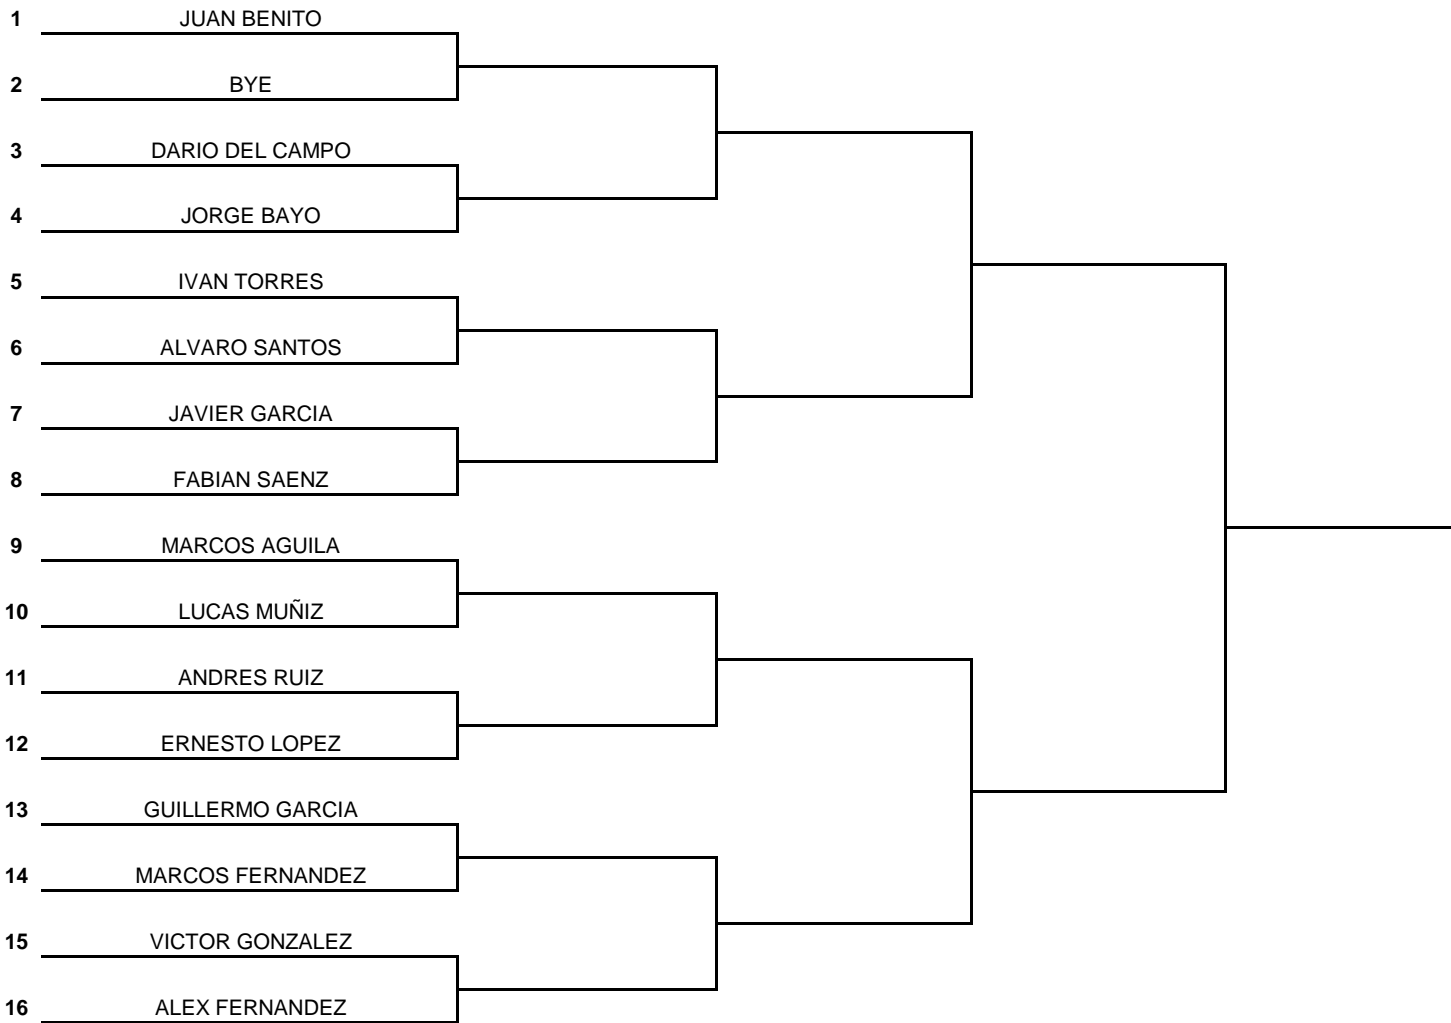 1 JUAN BENITO
2 BYE
3 DARIO DEL CAMPO
4 JORGE BAYO
5 IVAN TORRES
6 ALVARO SANTOS
7 JAVIER GARCIA
8 FABIAN SAENZ
9 MARCOS AGUILA
10 LUCAS MUÑIZ
11 ANDRES RUIZ
12 ERNESTO LOPEZ
13 GUILLERMO GARCIA
14 MARCOS FERNANDEZ
15 VICTOR GONZALEZ
16 ALEX FERNANDEZ